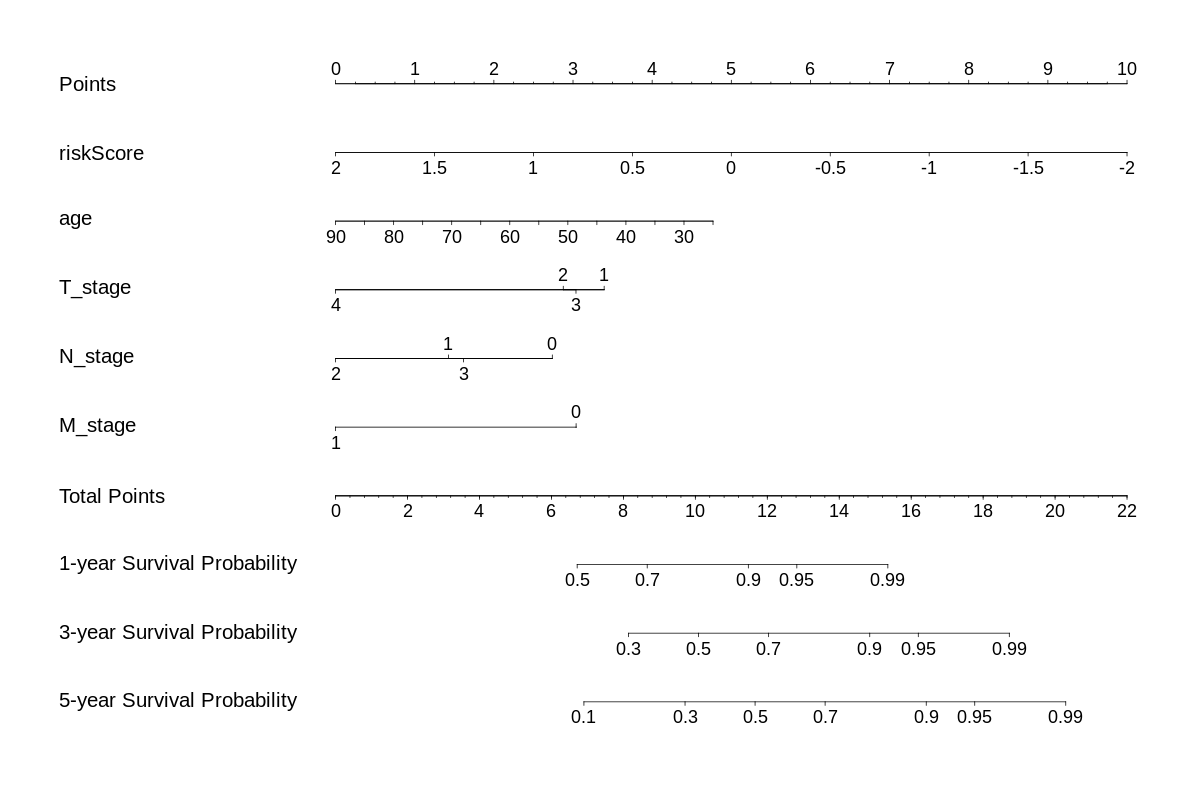 Points 0 1 2 3 4 5 6 7 8 9 10
riskScore 2 1.5 1 0.5 0 -0.5 -1 -1.5 -2
age 90 80 70 60 50 40 30
2 1
T_stage
4 3
1 0
N_stage
2 3
0
M_stage
1
Total Points 0 2 4 6 8 10 12 14 16 18 20 22
1-year Survival Probability 0.5 0.7 0.9 0.95 0.99
3-year Survival Probability 0.3 0.5 0.7 0.9 0.95 0.99
5-year Survival Probability 0.1 0.3 0.5 0.7 0.9 0.95 0.99